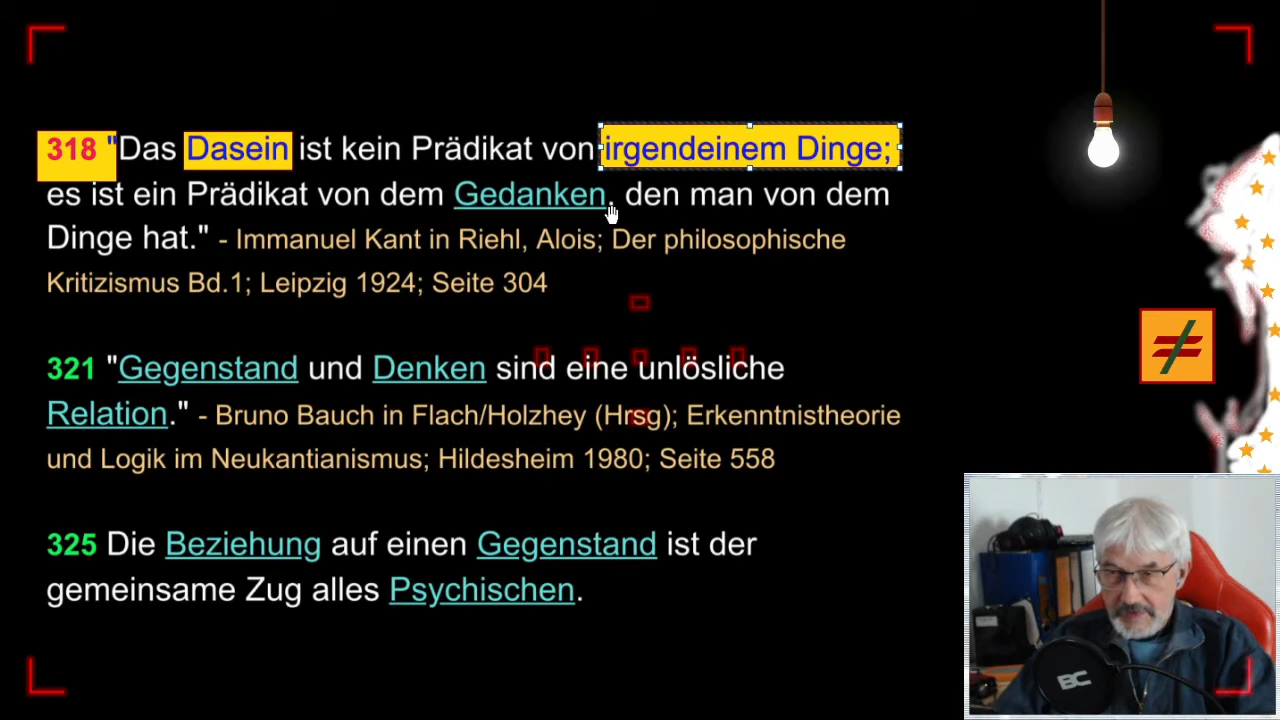 318 "Das Dasein ist kein Prädikat von irgendeinem Dinge;
es ist ein Prädikat von dem Gedanken, den man von dem
Dinge hat." - Immanuel Kant in Riehl, Alois; Der philosophische
Kritizismus Bd.1; Leipzig 1924; Seite 304
321 "Gegenstand und Denken sind eine unlösliche
Relation." - Bruno Bauch in Flach/Holzhey (Hrsg); Erkenntnistheorie
und Logik im Neukantianismus; Hildesheim 1980; Seite 558
325 Die Beziehung auf einen Gegenstand ist der
gemeinsame Zug alles Psychischen.
≠
BC